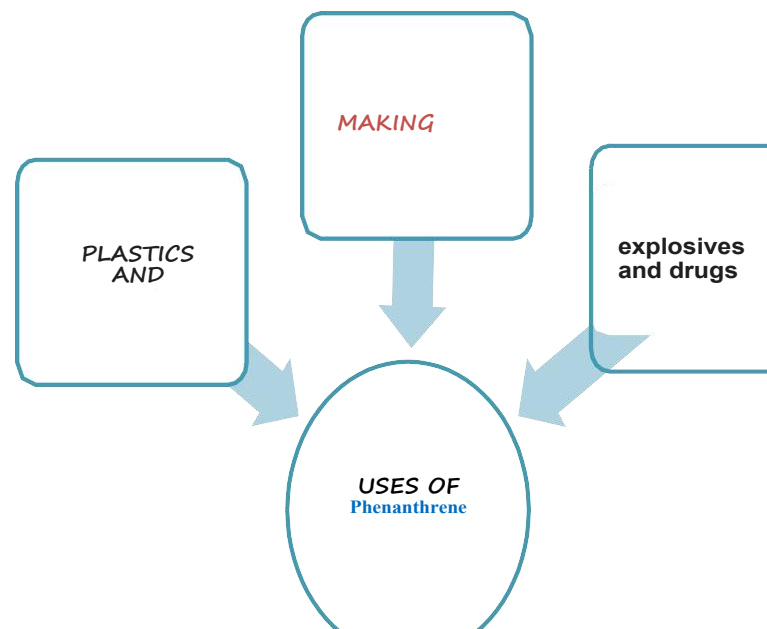 MAKING
PLASTICS
AND
explosives
and drugs
USES OF
Phenanthrene